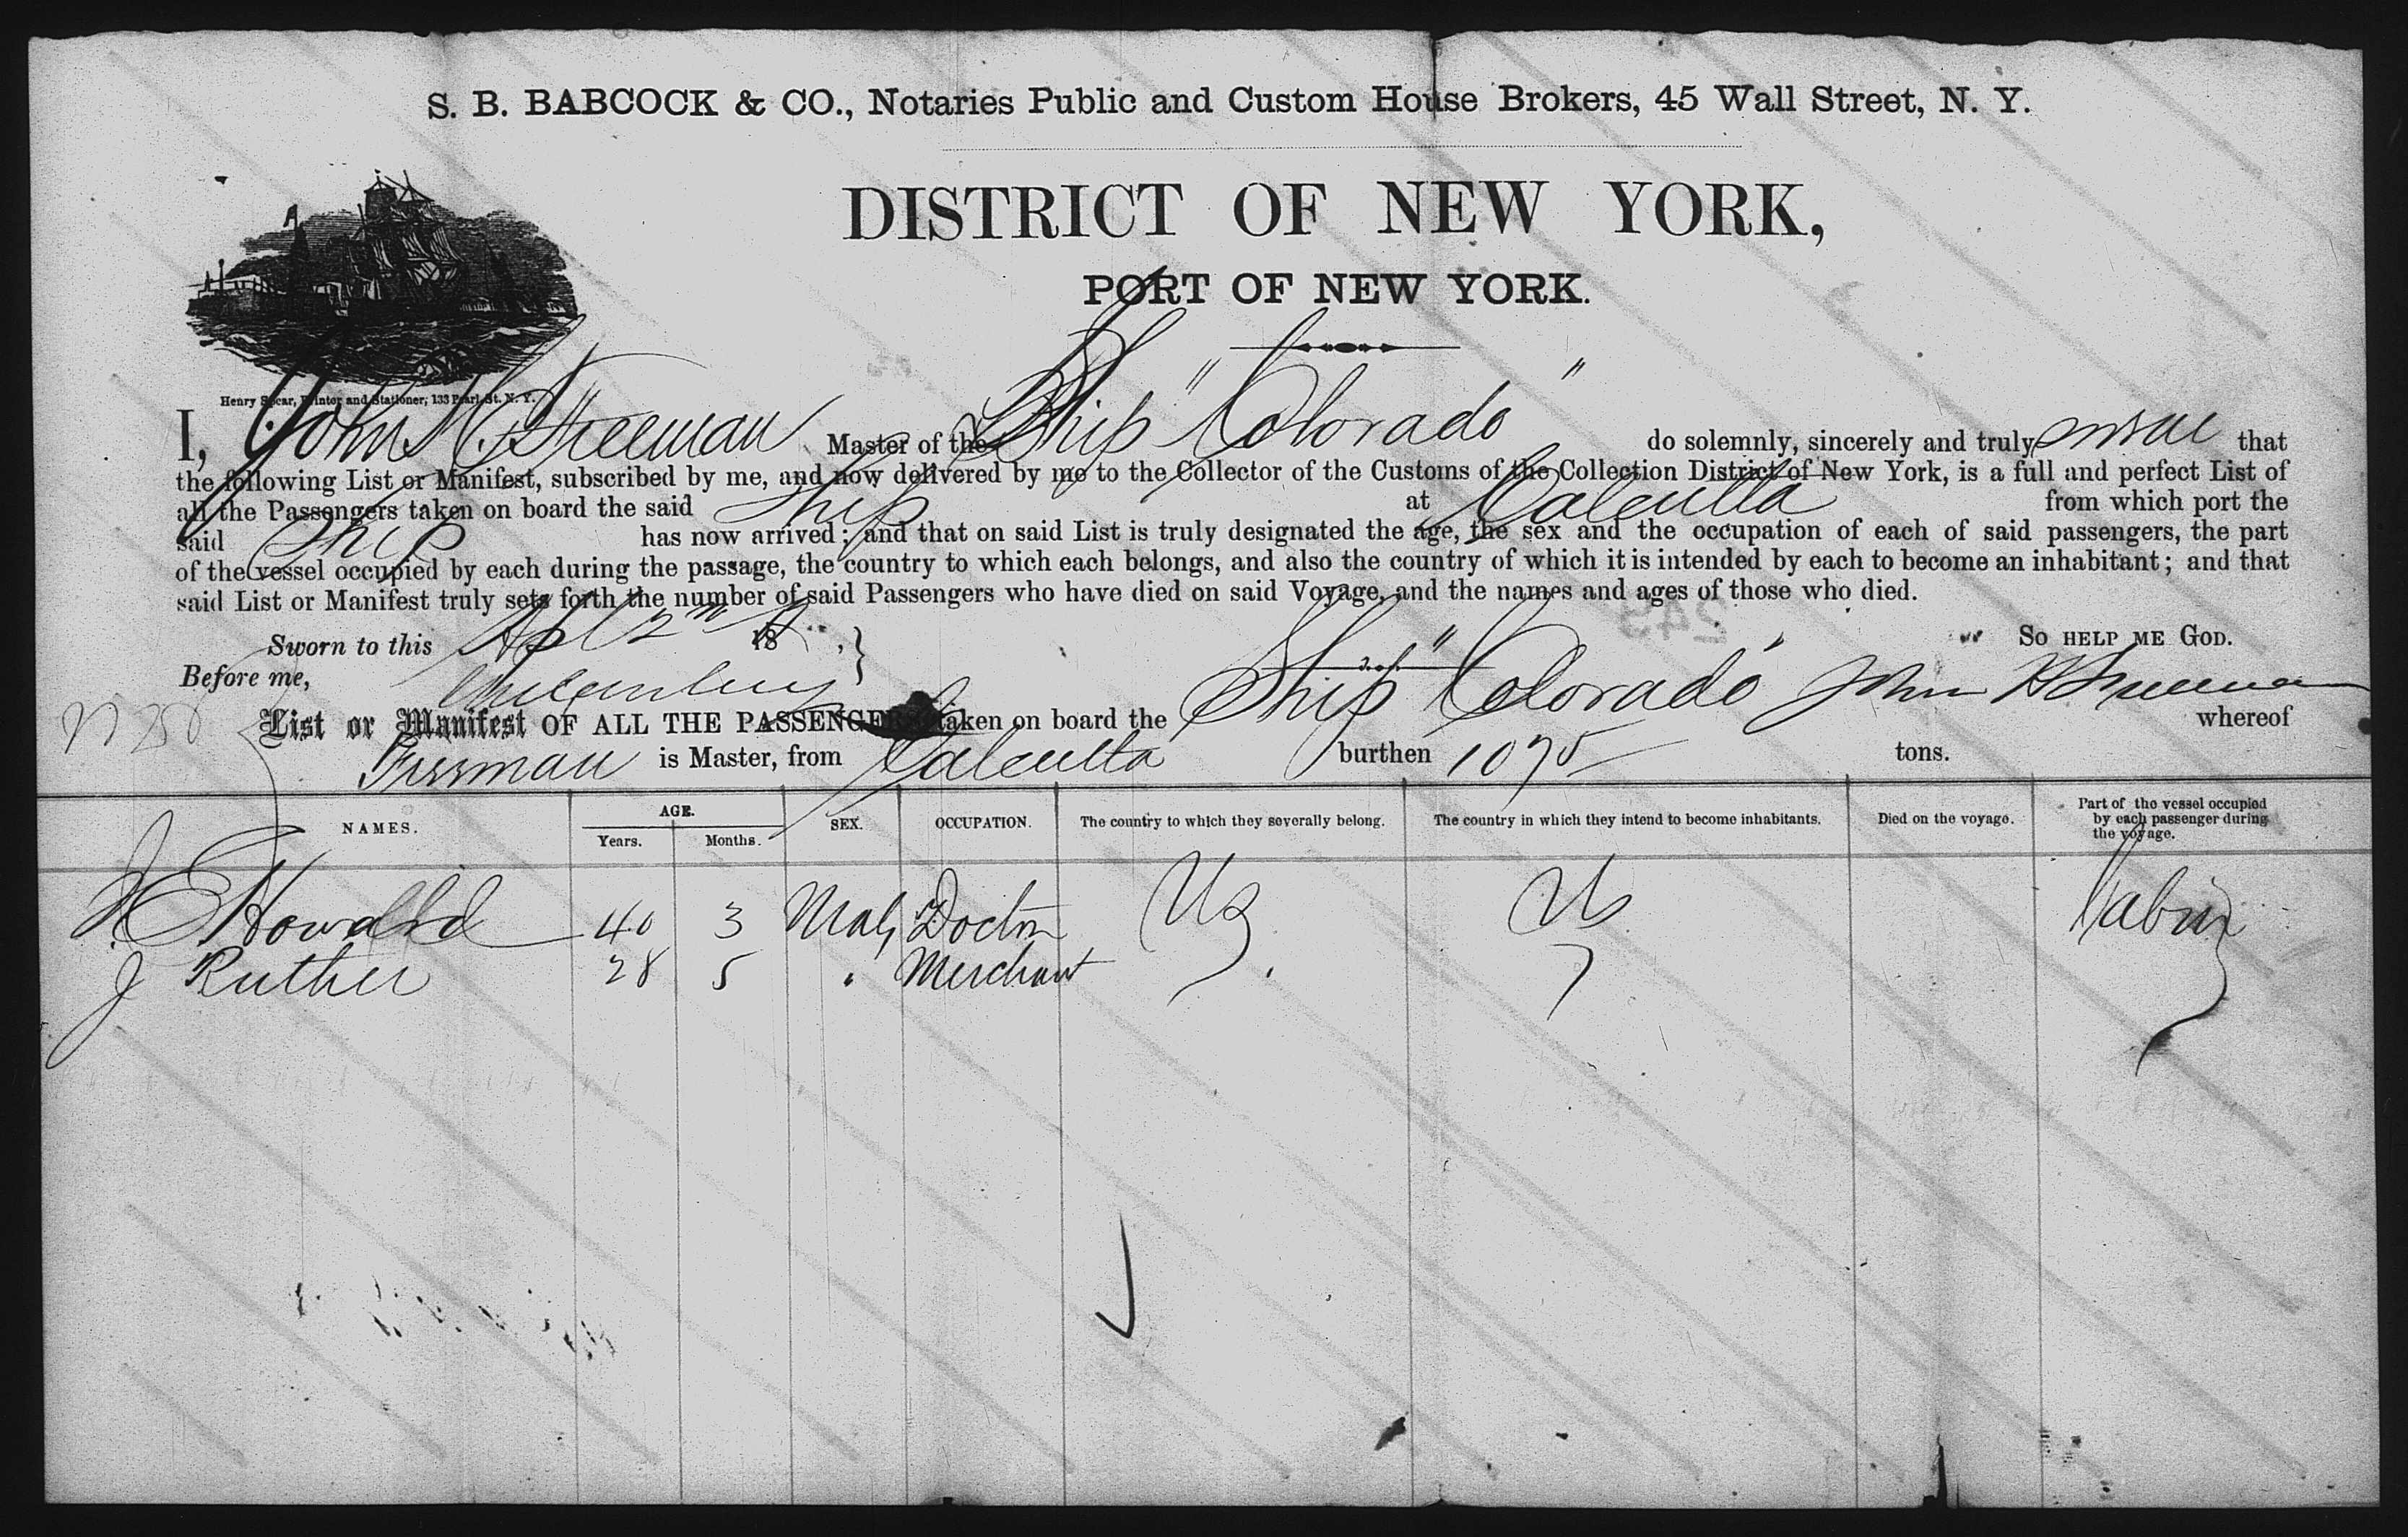 S. B. BABCOCK & CO., Notaries Public and Custom House Brokers, 45 Wall Street, N. Y.
DISTRICT OF NEW YORK,
PORT OF NEW YORK.
Henry Spear, Printer and Stationer, 133 Pearl St. N. Y.
I, John H. Freeman Master of the Ship "Colorado" do solemnly, sincerely and truly swear that
the following List or Manifest, subscribed by me, and now delivered by me to the Collector of the Customs of the Collection District of New York, is a full and perfect List of
all the Passengers taken on board the said Ship at Calcutta from which port the
said Ship has now arrived; and that on said List is truly designated the age, the sex and the occupation of each of said passengers, the part
of the vessel occupied by each during the passage, the country to which each belongs, and also the country of which it is intended by each to become an inhabitant; and that
said List or Manifest truly sets forth the number of said Passengers who have died on said Voyage, and the names and ages of those who died.
Sworn to this Apl 2nd 18 So HELP ME GOD.
Before me, John H Freeman
List or Manifest OF ALL THE PASSENGERS taken on board the Ship "Colorado" whereof
Freeman is Master, from Calcutta burthen 1075 tons.
NAMES. AGE. Years. Months. SEX. OCCUPATION. The country to which they severally belong. The country in which they intend to become inhabitants. Died on the voyage. Part of the vessel occupied by each passenger during the voyage.
Howard 40 3 Male Doctor US US Cabin
J Ruther 28 5 " Merchant